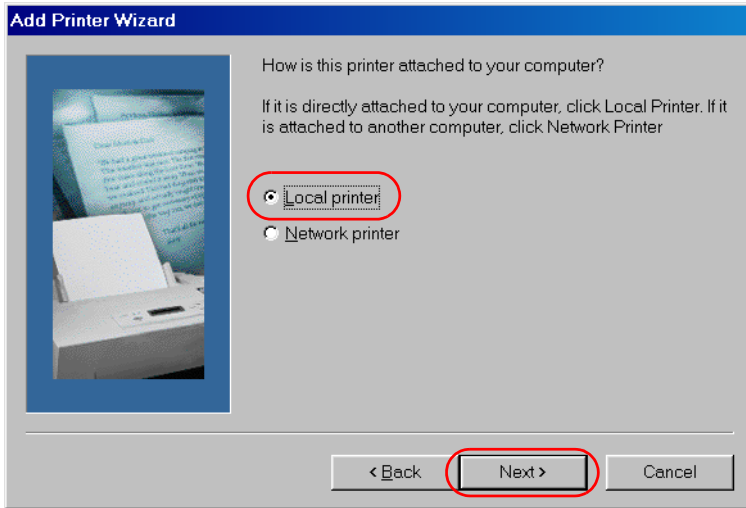 Add Printer Wizard
How is this printer attached to your computer?
If it is directly attached to your computer, click Local Printer. If it
is attached to another computer, click Network Printer
Local printer
Network printer
< Back
Next >
Cancel